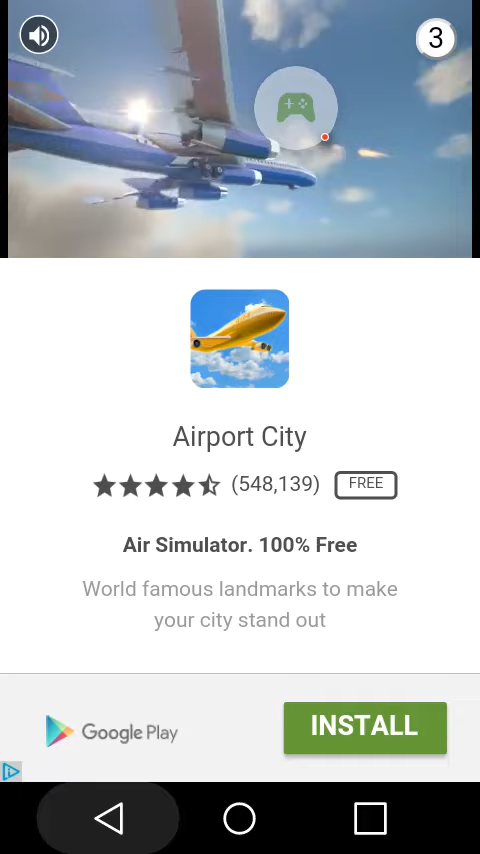 3
Airport City
(548,139) FREE
Air Simulator. 100% Free
World famous landmarks to make
your city stand out
Google Play
INSTALL